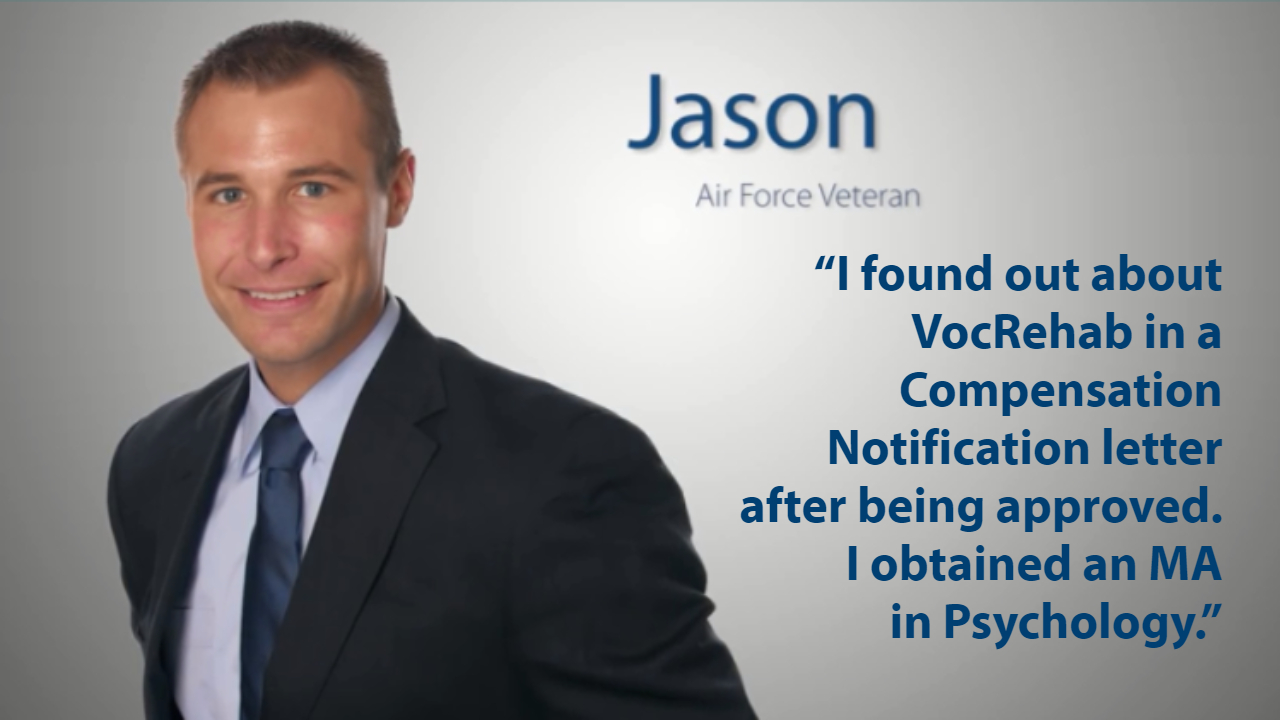 Jason
Air Force Veteran
“I found out about
VocRehab in a
Compensation
Notification letter
after being approved.
I obtained an MA
in Psychology.”